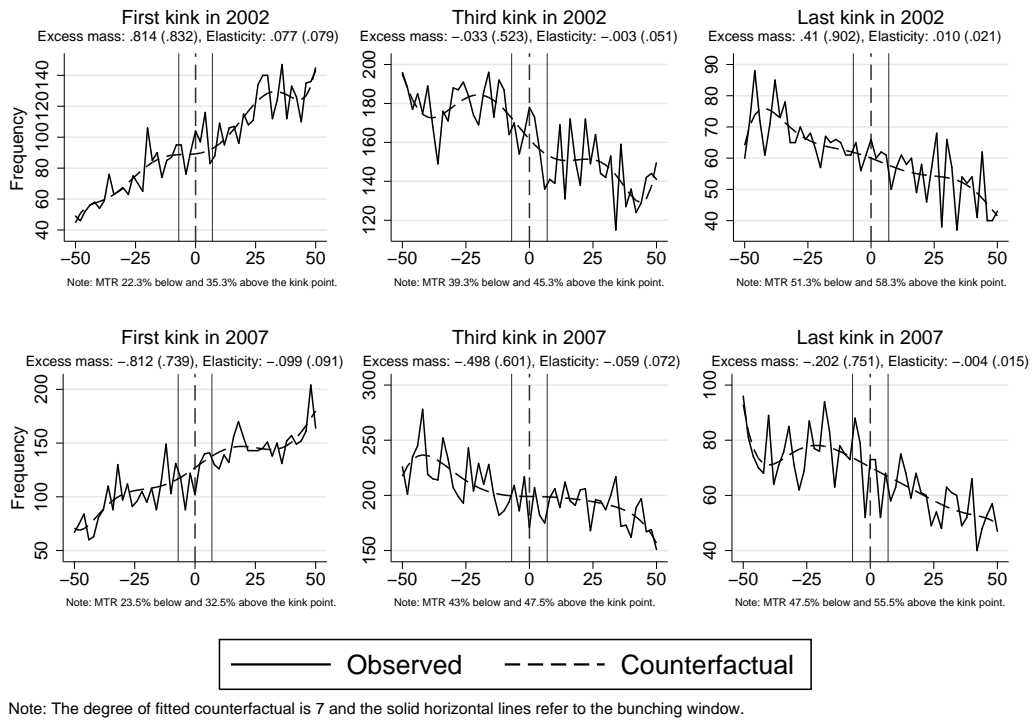 First kink in 2002
Excess mass: .814 (.832), Elasticity: .077 (.079)
Frequency
40 60 80 100 120 140
−50 −25 0 25 50
Note: MTR 22.3% below and 35.3% above the kink point.
Third kink in 2002
Excess mass: −.033 (.523), Elasticity: −.003 (.051)
120 140 160 180 200
−50 −25 0 25 50
Note: MTR 39.3% below and 45.3% above the kink point.
Last kink in 2002
Excess mass: .41 (.902), Elasticity: .010 (.021)
40 50 60 70 80 90
−50 −25 0 25 50
Note: MTR 51.3% below and 58.3% above the kink point.
First kink in 2007
Excess mass: −.812 (.739), Elasticity: −.099 (.091)
Frequency
50 100 150 200
−50 −25 0 25 50
Note: MTR 23.5% below and 32.5% above the kink point.
Third kink in 2007
Excess mass: −.498 (.601), Elasticity: −.059 (.072)
150 200 250 300
−50 −25 0 25 50
Note: MTR 43% below and 47.5% above the kink point.
Last kink in 2007
Excess mass: −.202 (.751), Elasticity: −.004 (.015)
40 60 80 100
−50 −25 0 25 50
Note: MTR 47.5% below and 55.5% above the kink point.
Observed Counterfactual
Note: The degree of fitted counterfactual is 7 and the solid horizontal lines refer to the bunching window.